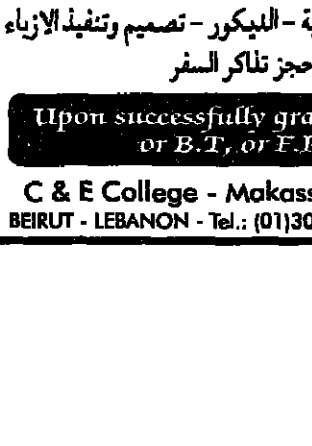 ية – الديكور – تصميم وتنفيذ الازياء
حجز تذاكر السفر
Upon successfully gra
or B.T, or F.
C & E College - Makass
BEIRUT - LEBANON - Tel.: (01)30